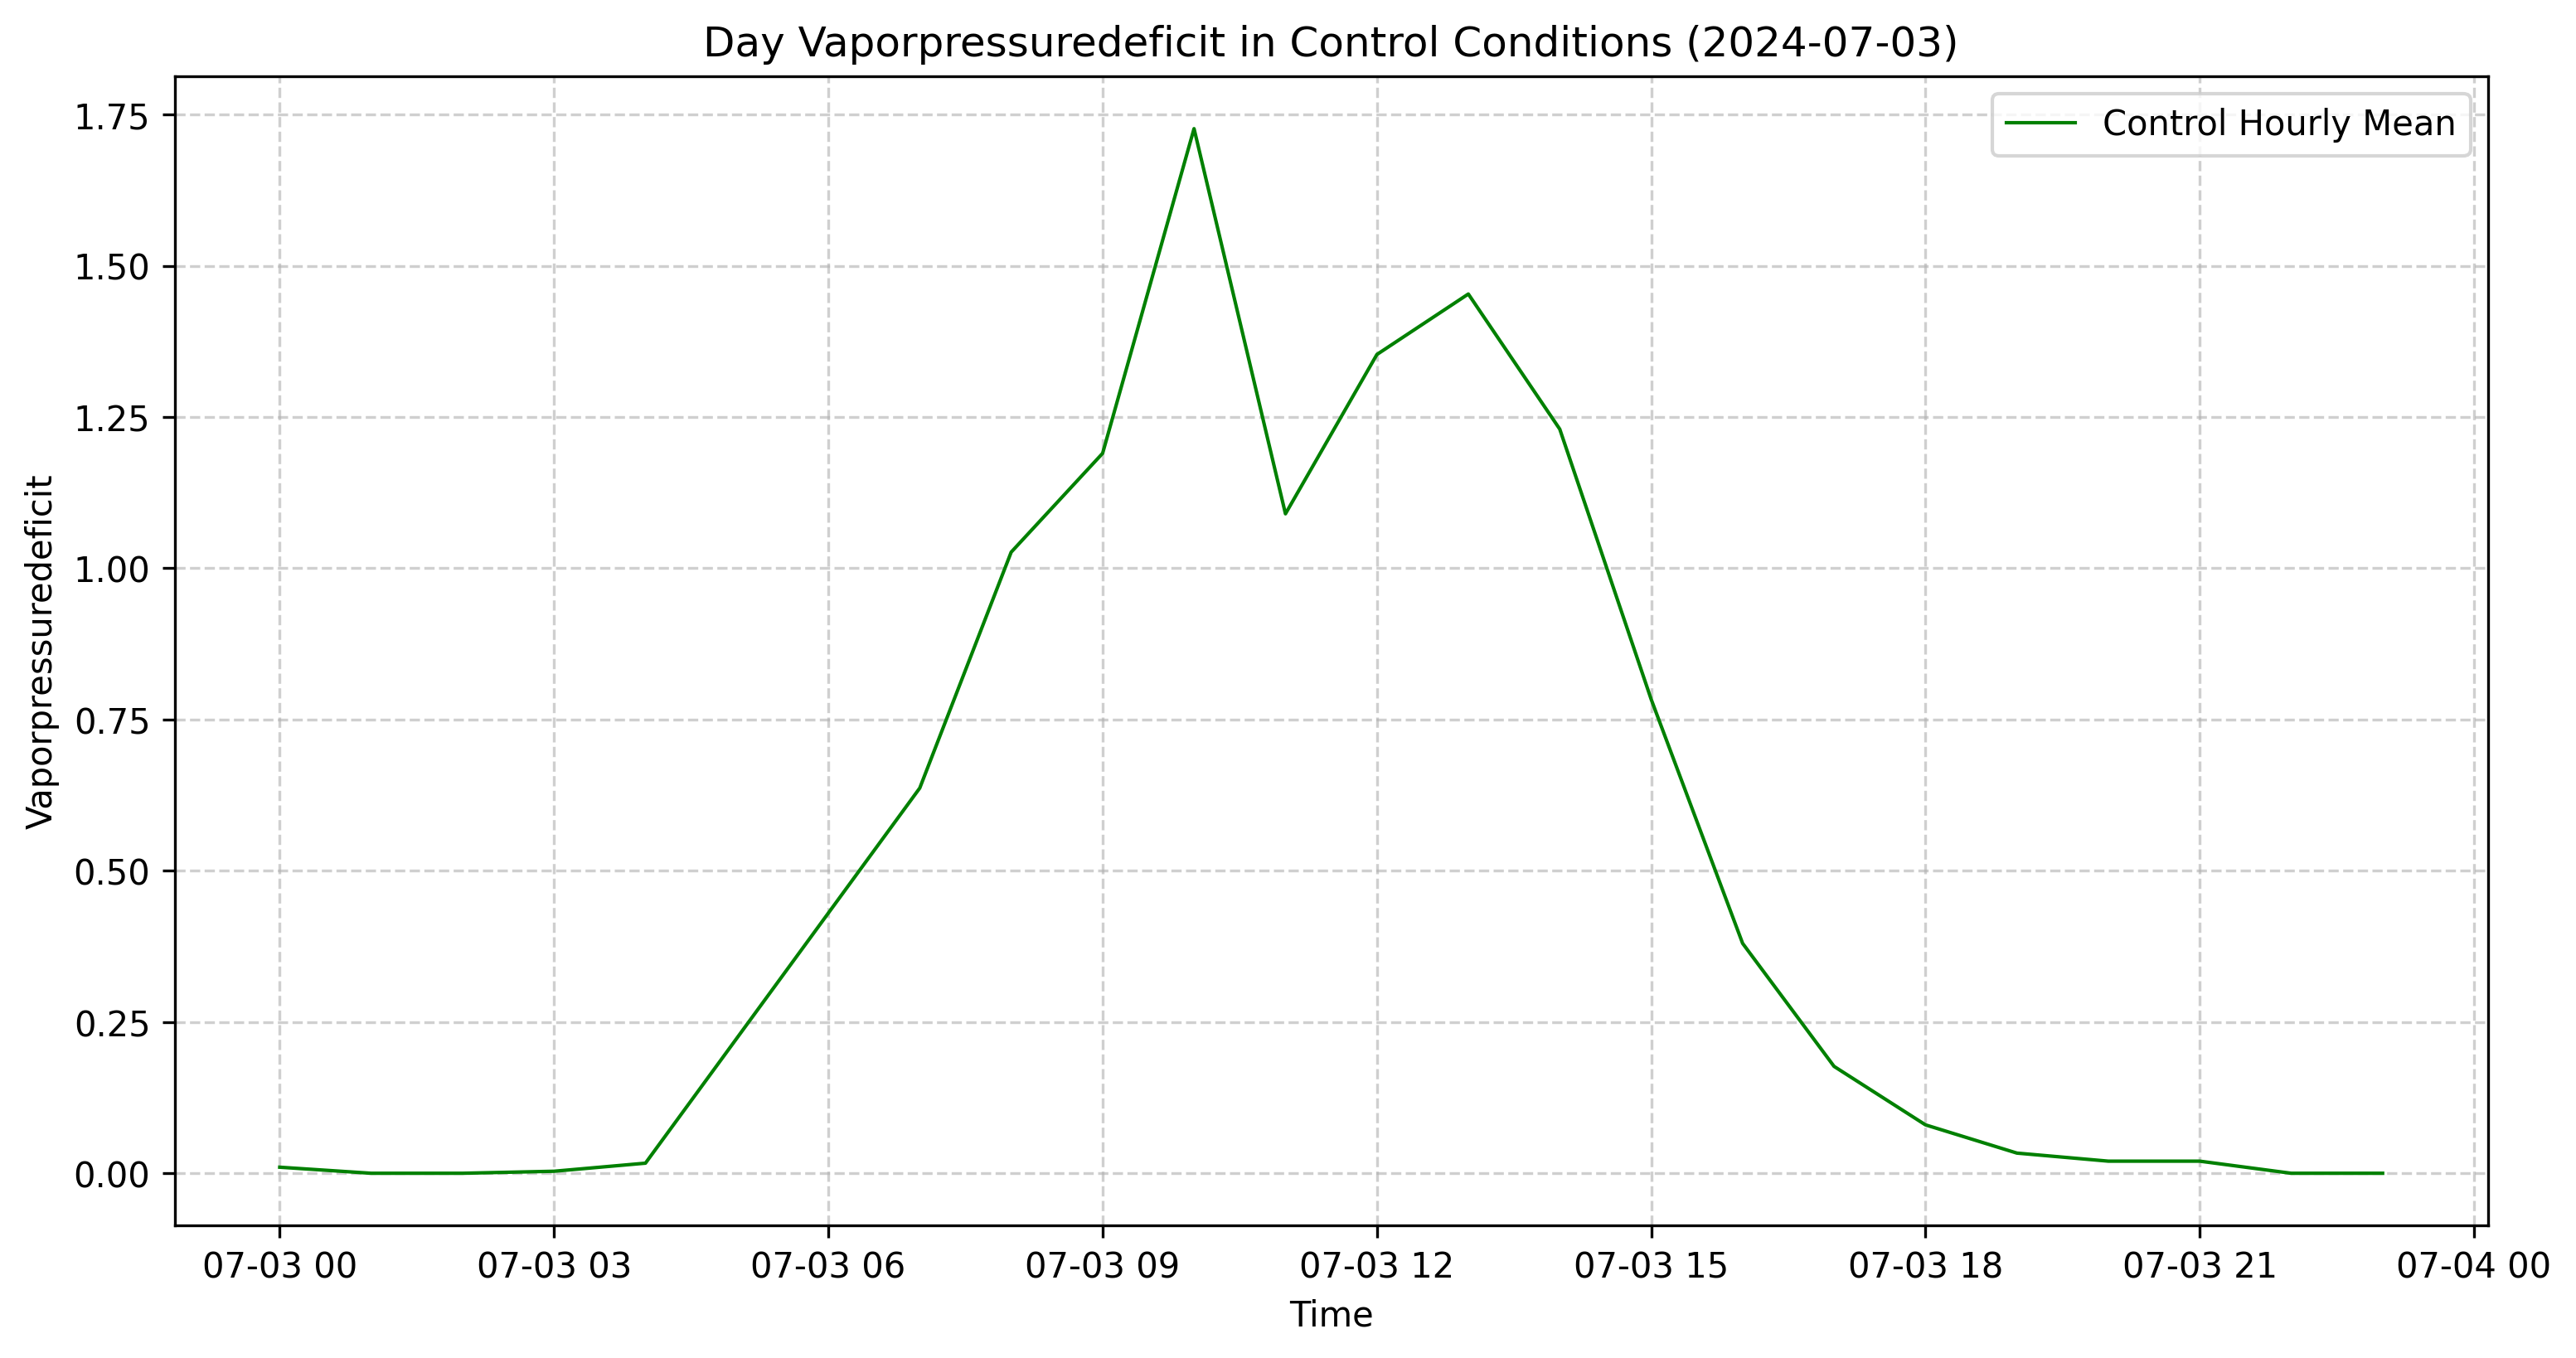 Day Vaporpressuredeficit in Control Conditions (2024-07-03)
Control Hourly Mean
1.75
1.50
1.25
1.00
0.75
0.50
0.25
0.00
Vaporpressuredeficit
07-03 00 07-03 03 07-03 06 07-03 09 07-03 12 07-03 15 07-03 18 07-03 21 07-04 00
Time